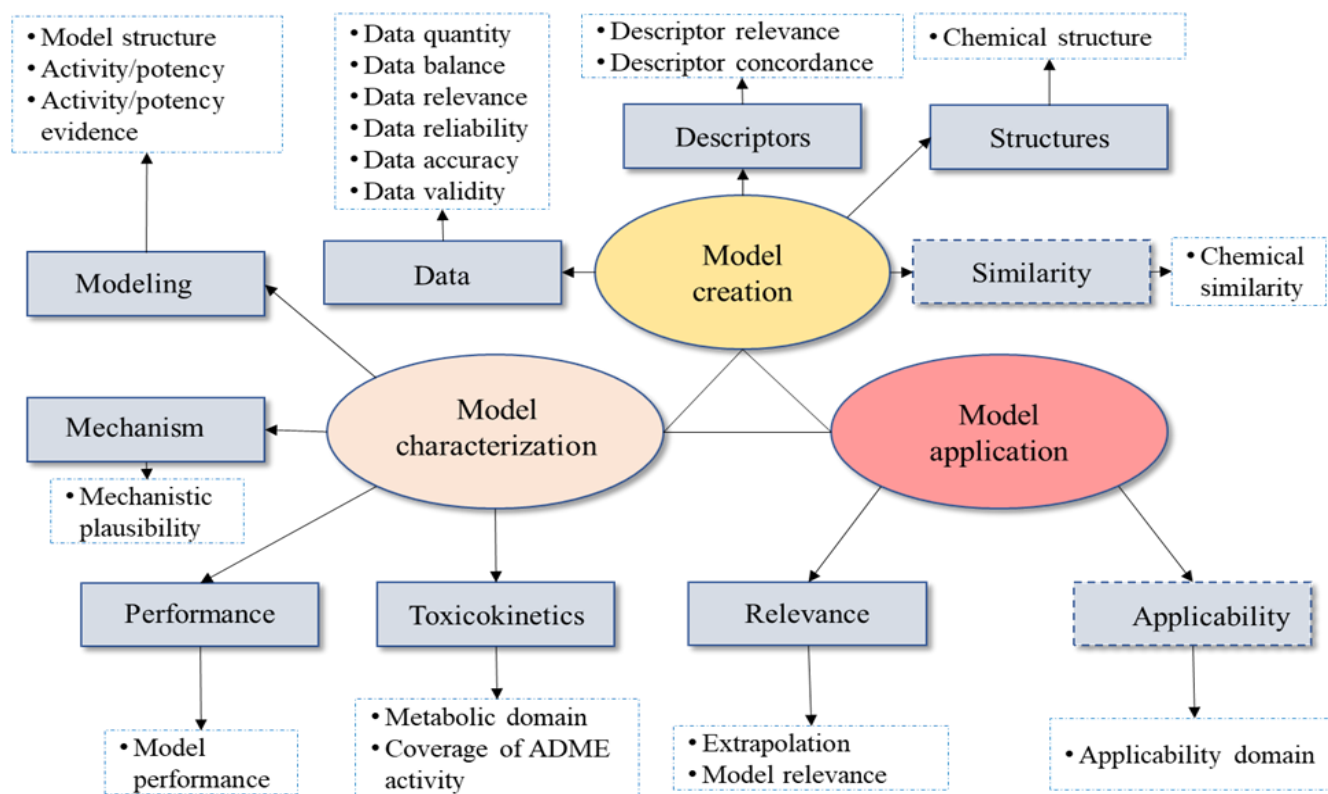 • Model structure
• Activity/potency
• Activity/potency
evidence
• Data quantity
• Data balance
• Data relevance
• Data reliability
• Data accuracy
• Data validity
• Descriptor relevance
• Descriptor concordance
• Chemical structure
Descriptors
Structures
Modeling
Data
Model
creation
Similarity
• Chemical
similarity
Mechanism
• Mechanistic
plausibility
Model
characterization
Model
application
Performance
Toxicokinetics
Relevance
Applicability
• Model
performance
• Metabolic domain
• Coverage of ADME
activity
• Extrapolation
• Model relevance
• Applicability domain